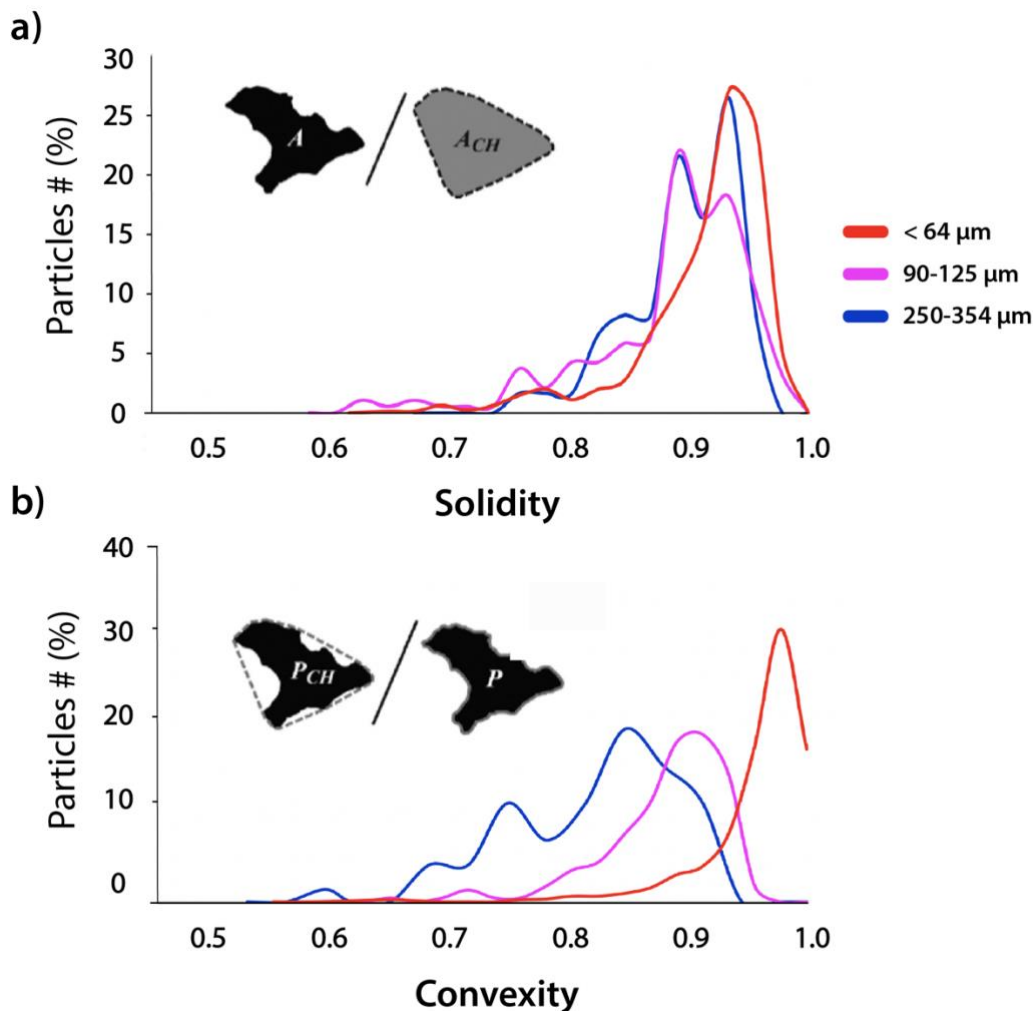 a)
30
25
20
15
10
5
0
Particles # (%)
A
A_CH
< 64 µm
90-125 µm
250-354 µm
0.5 0.6 0.7 0.8 0.9 1.0
Solidity
b)
40
30
20
10
0
Particles # (%)
P_CH
P
0.5 0.6 0.7 0.8 0.9 1.0
Convexity